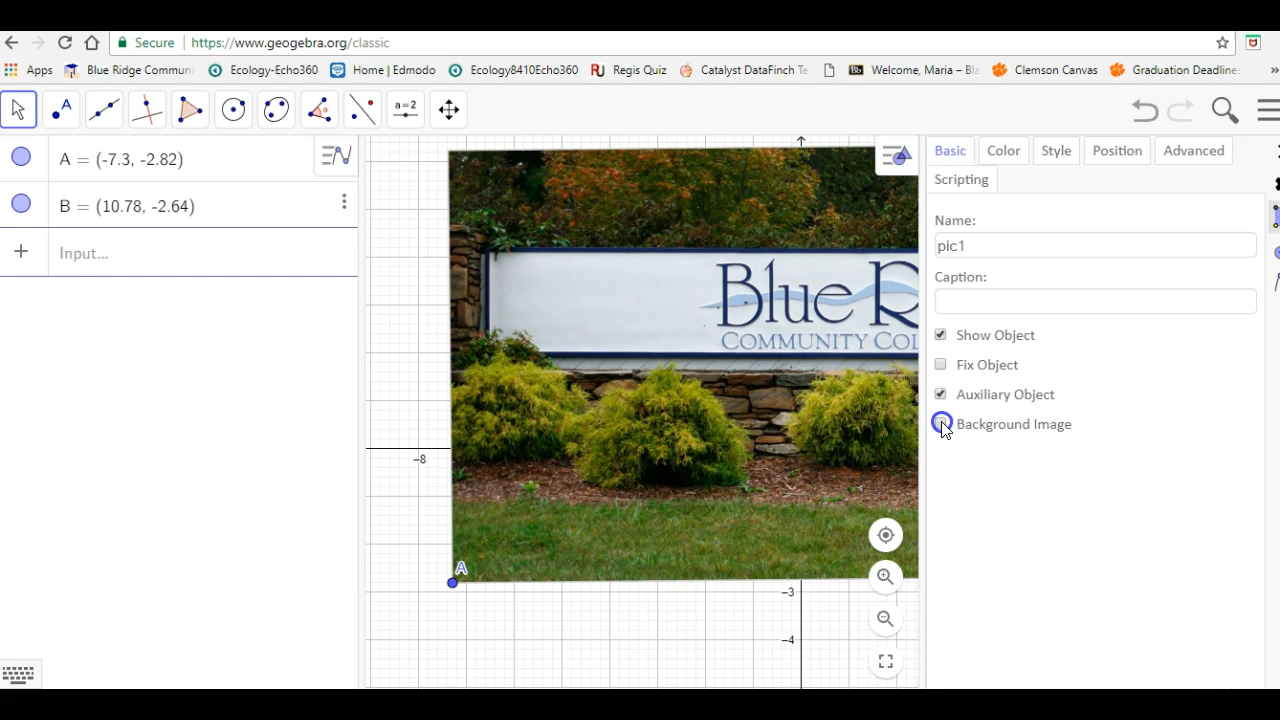 Secure https://www.geogebra.org/classic
Apps Blue Ridge Communi Ecology-Echo360 Home | Edmodo Ecology8410Echo360 RJ Regis Quiz Catalyst DataFinch Te Bb Welcome, Maria – Bla Clemson Canvas Graduation Deadline »
A a=2
A = (-7.3, -2.82)
B = (10.78, -2.64)
+ Input...
Blue R
COMMUNITY COL
-8
A
-3
-4
Basic Color Style Position Advanced
Scripting
Name:
pic1
Caption:
Show Object
Fix Object
Auxiliary Object
Background Image